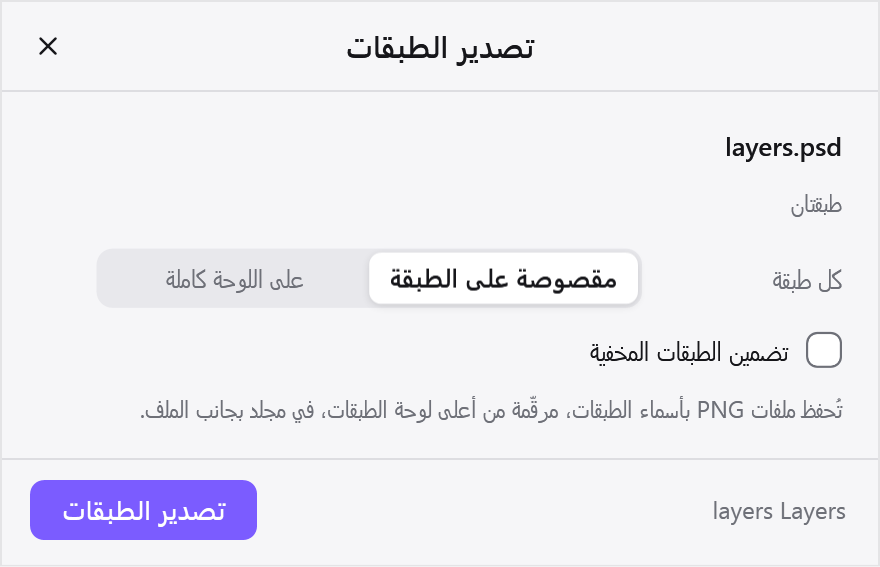 تصدير الطبقات
layers.psd
طبقتان
كل طبقة
مقصوصة على الطبقة
على اللوحة كاملة
تضمين الطبقات المخفية
تُحفظ ملفات PNG بأسماء الطبقات، مرقّمة من أعلى لوحة الطبقات، في مجلد بجانب الملف.
layers Layers
تصدير الطبقات